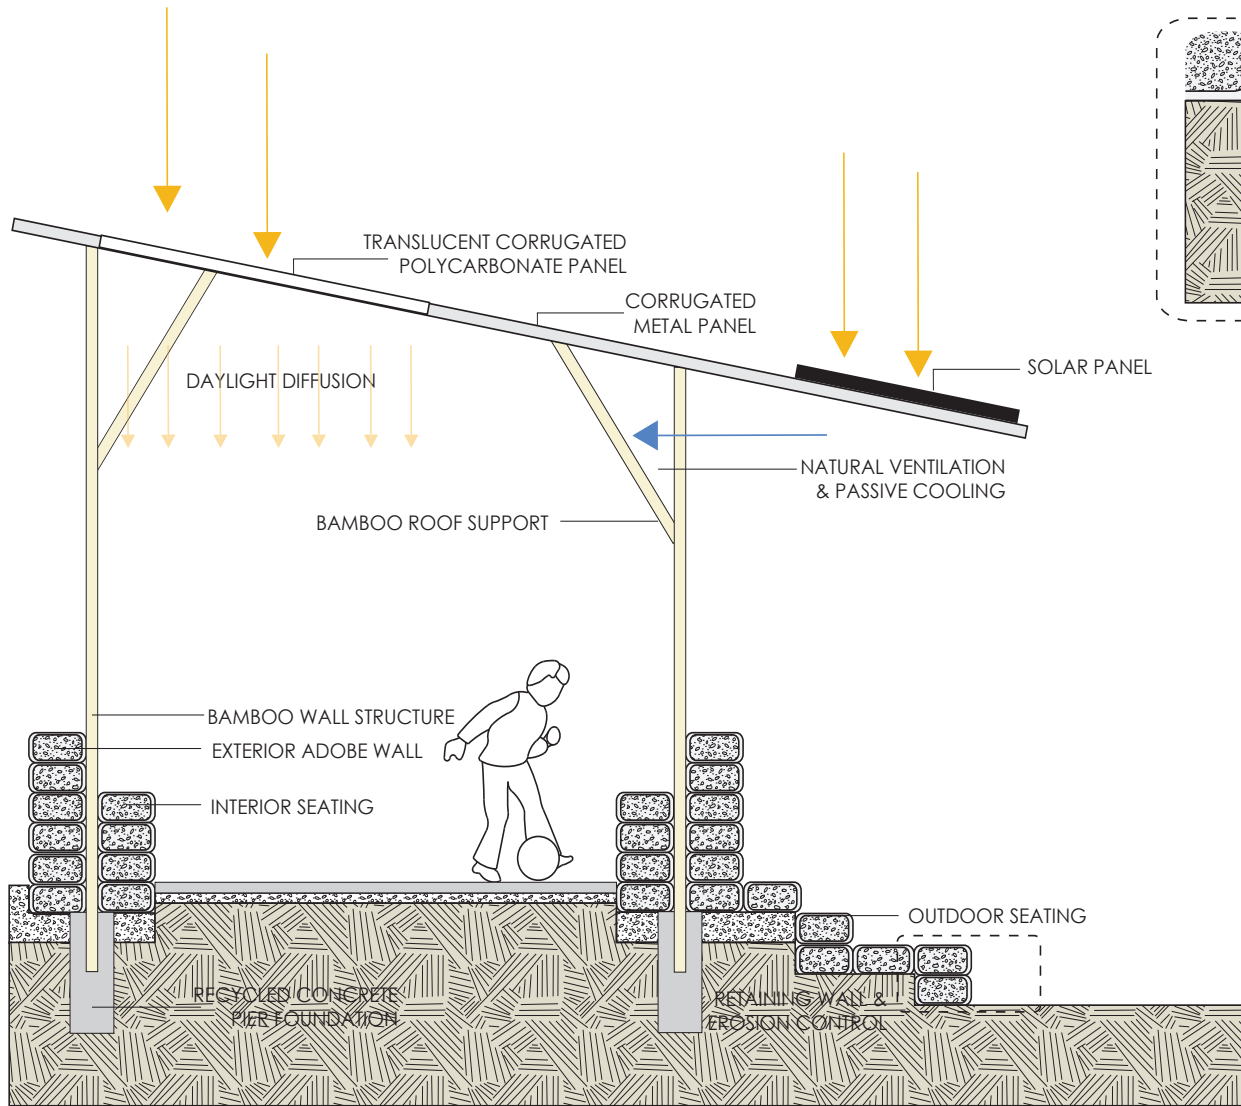 TRANSLUCENT CORRUGATED
POLYCARBONATE PANEL
CORRUGATED
METAL PANEL
SOLAR PANEL
DAYLIGHT DIFFUSION
NATURAL VENTILATION
& PASSIVE COOLING
BAMBOO ROOF SUPPORT
BAMBOO WALL STRUCTURE
EXTERIOR ADOBE WALL
INTERIOR SEATING
OUTDOOR SEATING
RECYCLED CONCRETE
PIER FOUNDATION
RETAINING WALL &
EROSION CONTROL